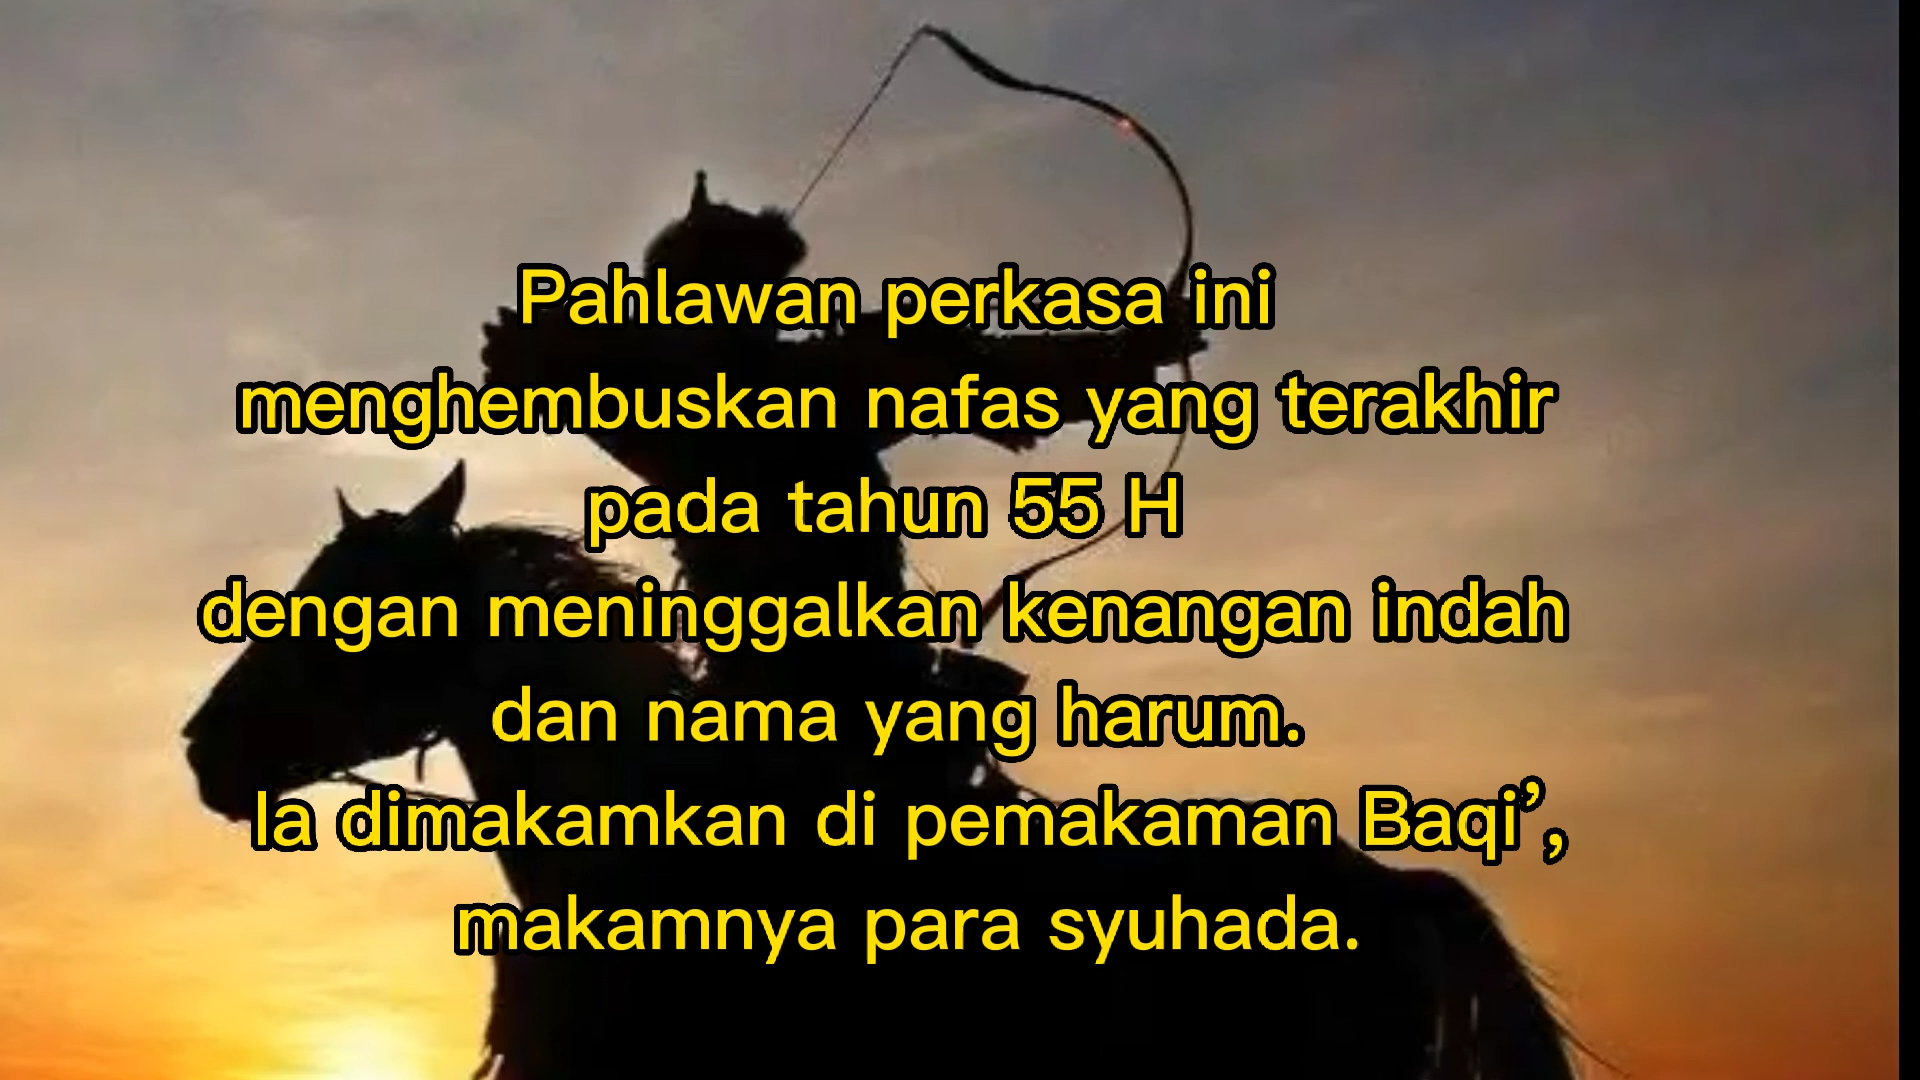 Pahlawan perkasa ini
menghembuskan nafas yang terakhir
pada tahun 55 H
dengan meninggalkan kenangan indah
dan nama yang harum.
Ia dimakamkan di pemakaman Baqi’,
makamnya para syuhada.